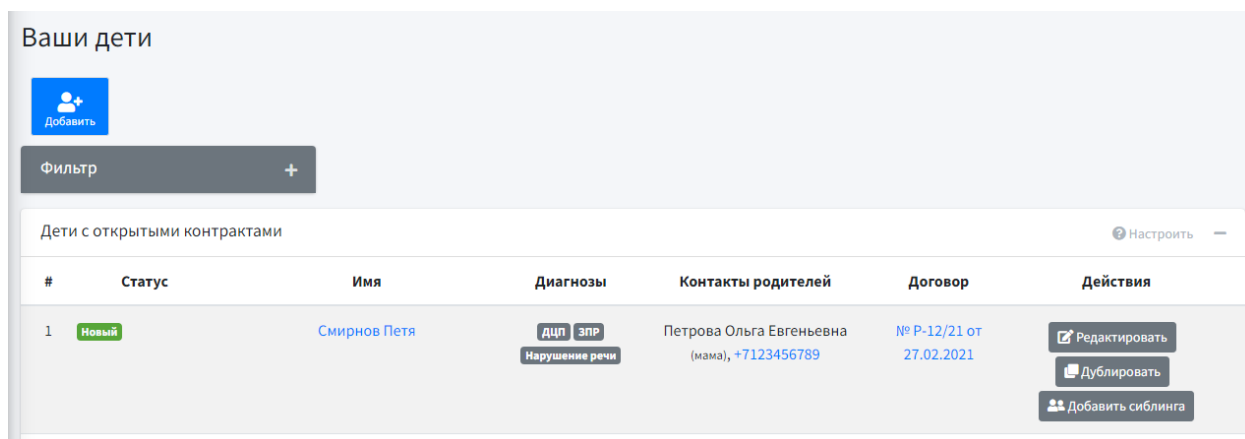 Ваши дети
Добавить
Фильтр +
Дети с открытыми контрактами Настроить
# Статус Имя Диагнозы Контакты родителей Договор Действия
1 Новый Смирнов Петя ДЦП ЗПР Петрова Ольга Евгеньевна № Р-12/21 от Редактировать
Нарушение речи (мама), +7123456789 27.02.2021
Дублировать
Добавить сиблинга